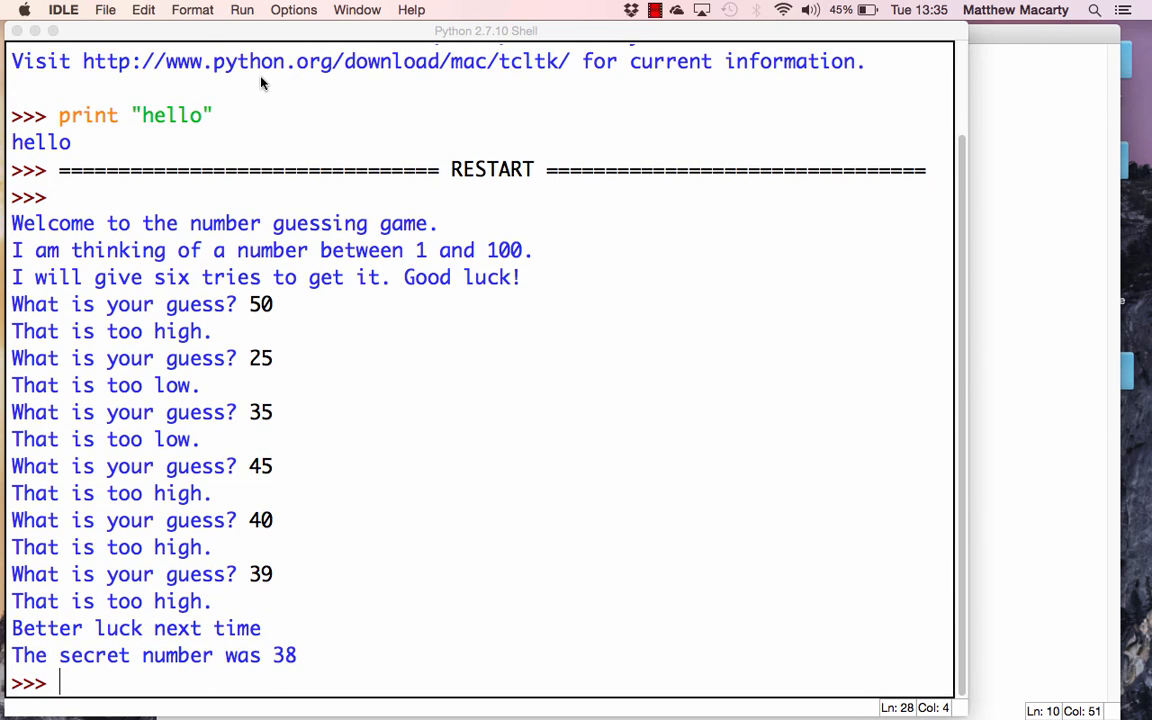 IDLE File Edit Format Run Options Window Help 45% Tue 13:35 Matthew Macarty
Python 2.7.10 Shell
Visit http://www.python.org/download/mac/tcltk/ for current information.
>>> print "hello"
hello
>>> ================================ RESTART ================================
>>>
Welcome to the number guessing game.
I am thinking of a number between 1 and 100.
I will give six tries to get it. Good luck!
What is your guess? 50
That is too high.
What is your guess? 25
That is too low.
What is your guess? 35
That is too low.
What is your guess? 45
That is too high.
What is your guess? 40
That is too high.
What is your guess? 39
That is too high.
Better luck next time
The secret number was 38
>>>
Ln: 28 Col: 4
Ln: 10 Col: 51